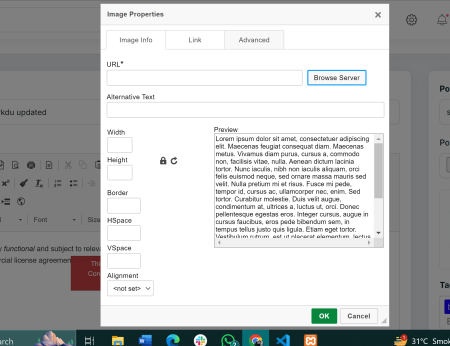 Image Properties
Image Info
Link
Advanced
URL*
Browse Server
Alternative Text
Width
Height
Border
HSpace
VSpace
Alignment
<not set>
Preview
Lorem ipsum dolor sit amet, consectetuer adipiscing
elit. Maecenas feugiat consequat diam. Maecenas
metus. Vivamus diam purus, cursus a, commodo
non, facilisis vitae, nulla. Aenean dictum lacinia
tortor. Nunc iaculis, nibh non iaculis aliquam, orci
felis euismod neque, sed ornare massa mauris sed
velit. Nulla pretium mi et risus. Fusce mi pede,
tempor id, cursus ac, ullamcorper nec, enim. Sed
tortor. Curabitur molestie. Duis velit augue,
condimentum at, ultrices a, luctus ut, orci. Donec
pellentesque egestas eros. Integer cursus, augue in
cursus faucibus, eros pede bibendum sem, in
tempus tellus justo quis ligula. Etiam eget tortor.
Vestibulum rutrum, est ut placerat elementum, lectus
OK
Cancel
rkdu updated
Font
Size
y functional and subject to releva
rcial license agreement
Thi
Con
Po
s
Po
Ta
Search
31°C Smok